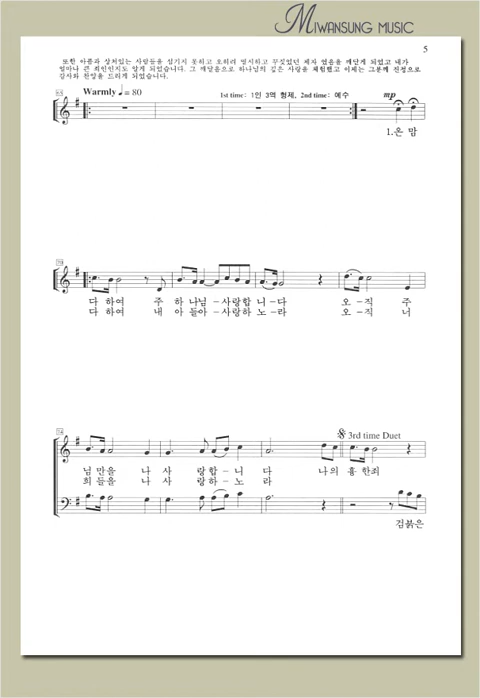 MIWANSUNG MUSIC
5
또한 아픔과 상처있는 사람들을 섬기지 못하고 오히려 멸시하고 무깃었던 제자 였음을 깨닫게 되었고 내가
얼마나 큰 죄인인지도 알게 되었습니다. 그 깨달음으로 하나님의 깊은 사랑을 체험했고 이제는 그분께 진정으로
감사와 찬양을 드리게 되었습니다.
65
Warmly ♩= 80
1st time: 1인 3역 형제, 2nd time: 예수
mp
1.온 맘
70
다 하여 주 하 나님 - 사랑합 니 - 다 오 - 직 주
다 하여 내 아 들아 - 사랑하 노 - 라 오 - 직 너
74
3rd time Duet
님 만을 나 사 랑합 - 니 다 나의 흉 한죄
희 들을 나 사 랑하 - 노 라
검붉은